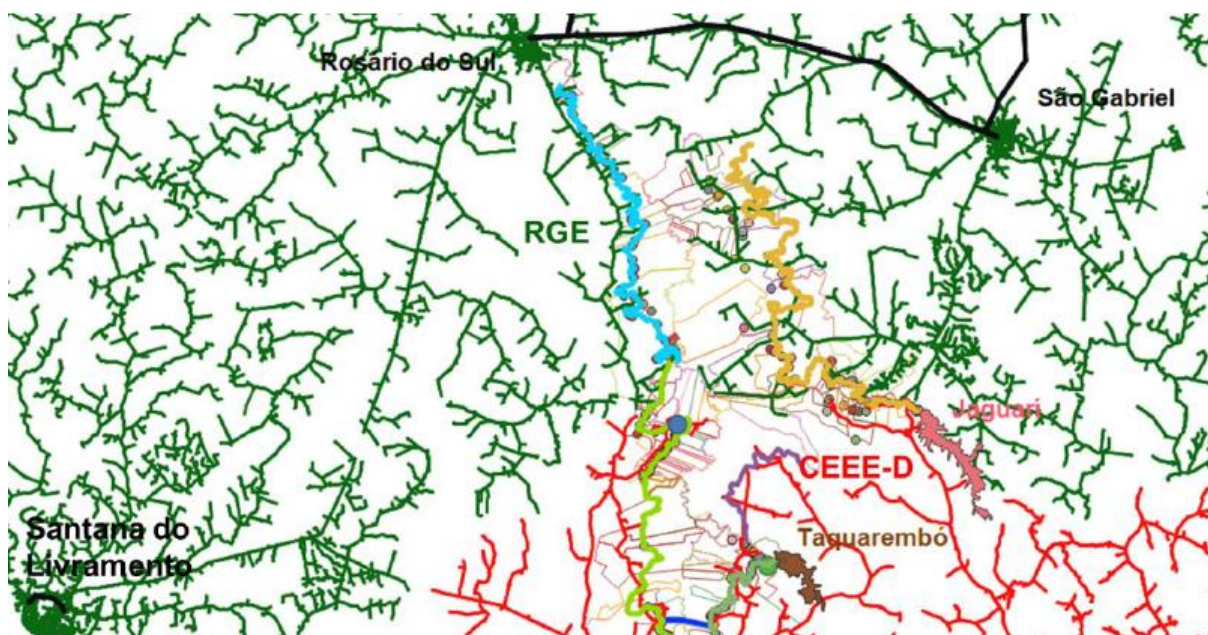 Rosário do Sul
São Gabriel
RGE
Jaguari
CEEE-D
Santana do
Livramento
Taquarembó